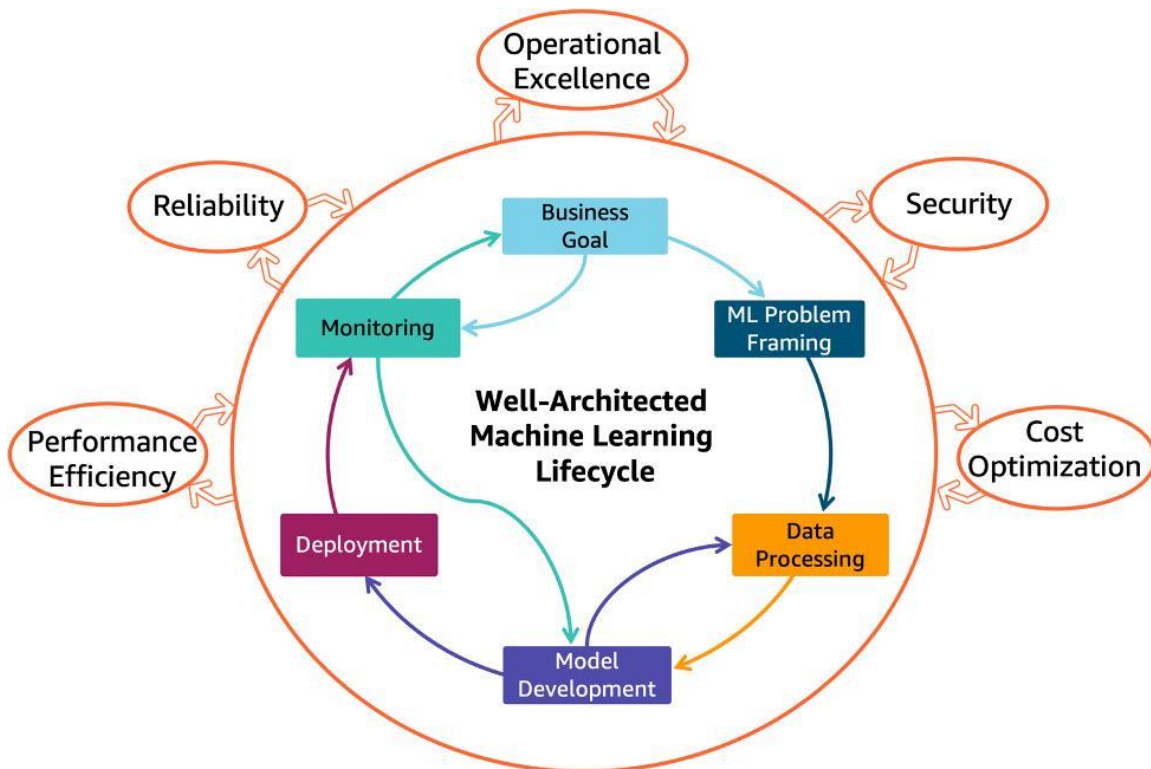 Operational
Excellence
Reliability
Security
Business
Goal
Monitoring
ML Problem
Framing
Well-Architected
Machine Learning
Lifecycle
Performance
Efficiency
Cost
Optimization
Deployment
Data
Processing
Model
Development